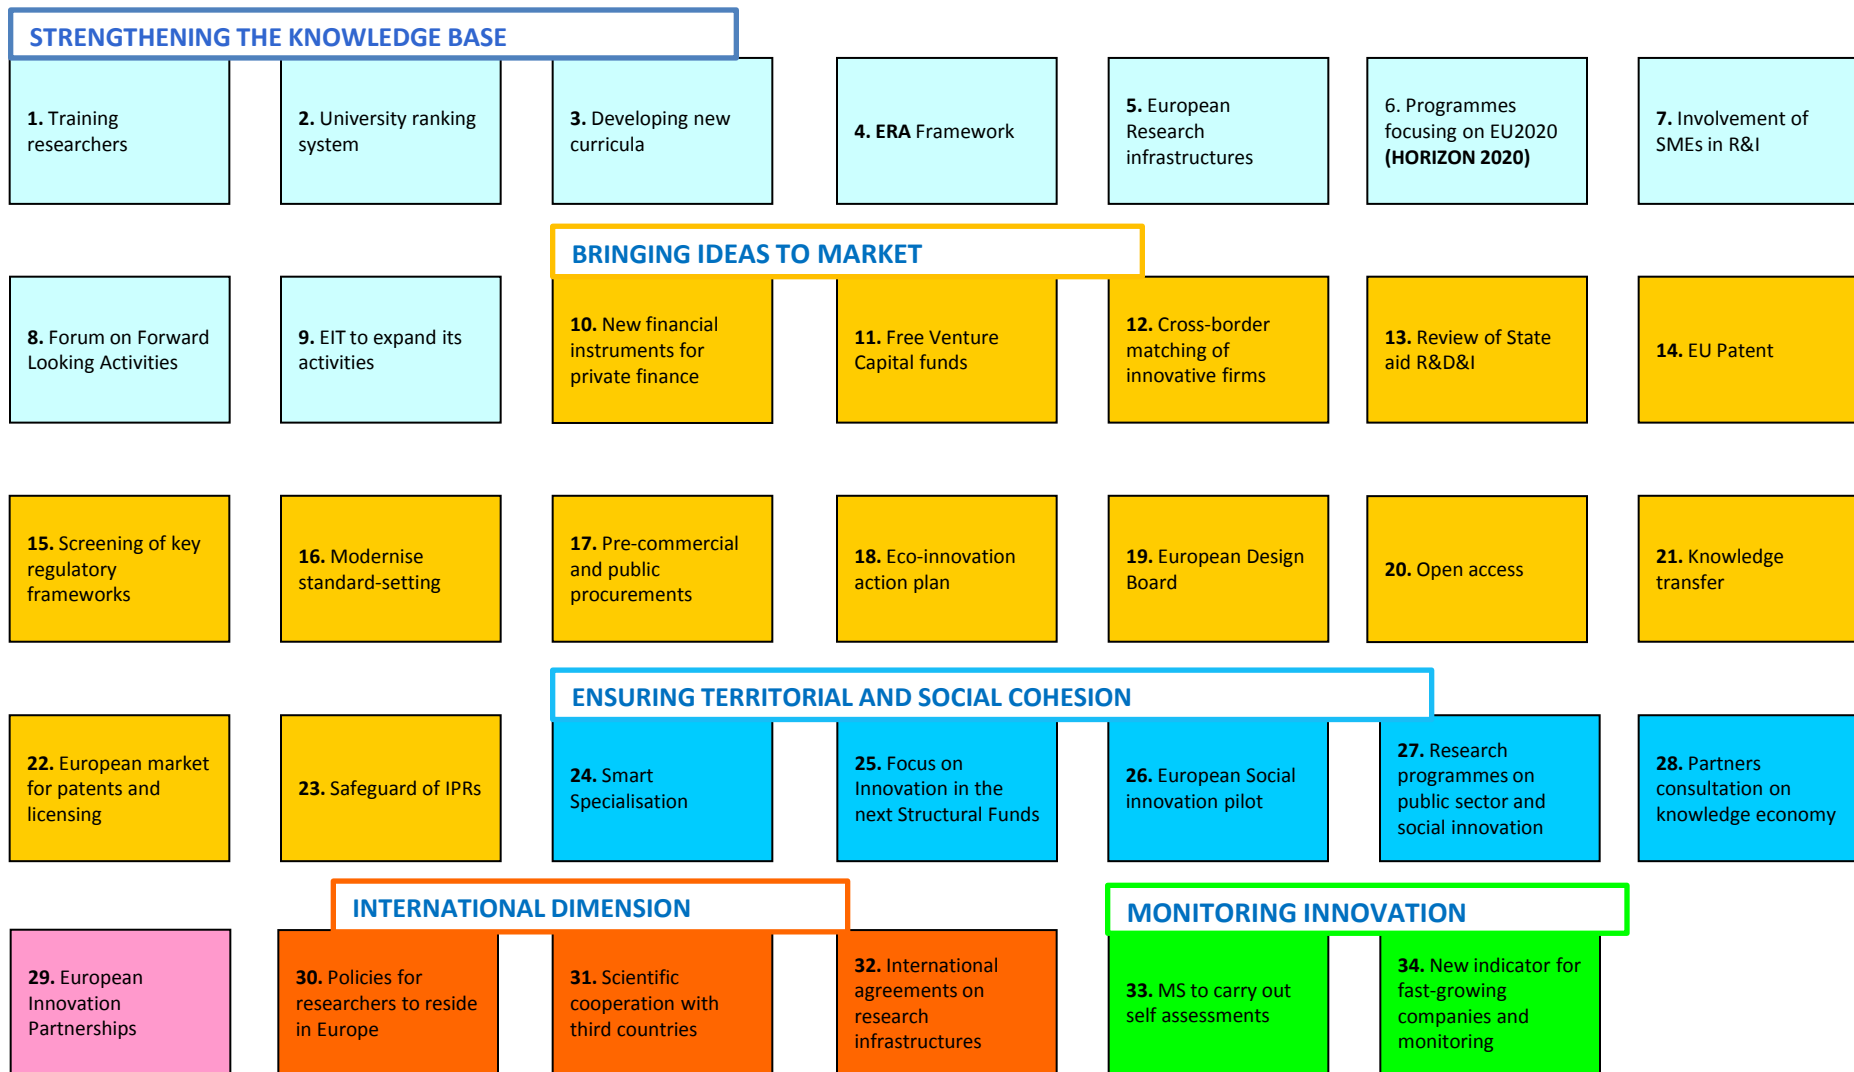 STRENGTHENING THE KNOWLEDGE BASE
1. Training
researchers
2. University ranking
system
3. Developing new
curricula
4. ERA Framework
5. European
Research
infrastructures
6. Programmes
focusing on EU2020
(HORIZON 2020)
7. Involvement of
SMEs in R&I
8. Forum on Forward
Looking Activities
9. EIT to expand its
activities
BRINGING IDEAS TO MARKET
10. New financial
instruments for
private finance
11. Free Venture
Capital funds
12. Cross-border
matching of
innovative firms
13. Review of State
aid R&D&I
14. EU Patent
15. Screening of key
regulatory
frameworks
16. Modernise
standard-setting
17. Pre-commercial
and public
procurements
18. Eco-innovation
action plan
19. European Design
Board
20. Open access
21. Knowledge
transfer
22. European market
for patents and
licensing
23. Safeguard of IPRs
ENSURING TERRITORIAL AND SOCIAL COHESION
24. Smart
Specialisation
25. Focus on
Innovation in the
next Structural Funds
26. European Social
innovation pilot
27. Research
programmes on
public sector and
social innovation
28. Partners
consultation on
knowledge economy
29. European
Innovation
Partnerships
INTERNATIONAL DIMENSION
30. Policies for
researchers to reside
in Europe
31. Scientific
cooperation with
third countries
32. International
agreements on
research
infrastructures
MONITORING INNOVATION
33. MS to carry out
self assessments
34. New indicator for
fast-growing
companies and
monitoring